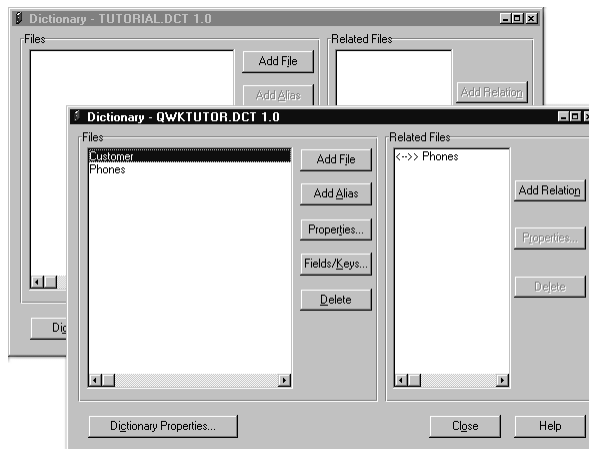 Dictionary - TUTORIAL.DCT 1.0
Files
Related Files
Add File
Add Alias
Add Relation
Dictionary - QWKTUTOR.DCT 1.0
Files
Related Files
Customer
Phones
<-->> Phones
Add File
Add Alias
Properties...
Fields/Keys...
Delete
Add Relation
Properties...
Delete
Dictionary Properties...
Close
Help